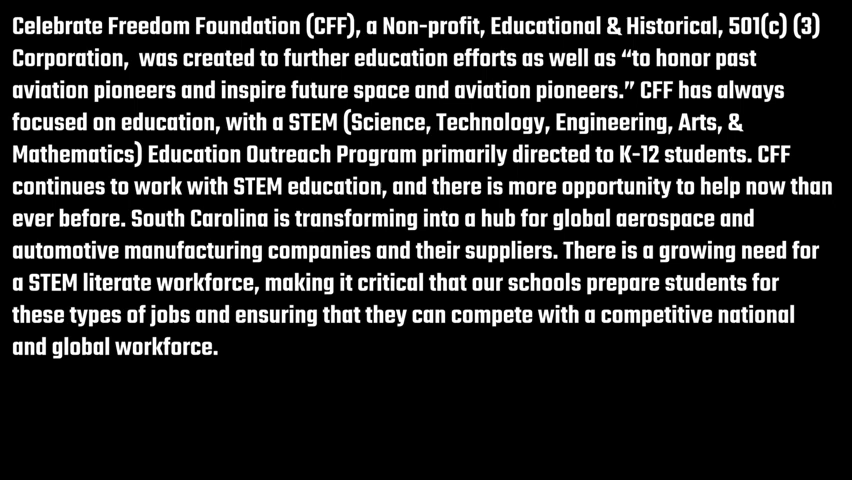 Celebrate Freedom Foundation (CFF), a Non-profit, Educational & Historical, 501(c) (3)
Corporation,  was created to further education efforts as well as “to honor past
aviation pioneers and inspire future space and aviation pioneers.” CFF has always
focused on education, with a STEM (Science, Technology, Engineering, Arts, &
Mathematics) Education Outreach Program primarily directed to K-12 students. CFF
continues to work with STEM education, and there is more opportunity to help now than
ever before. South Carolina is transforming into a hub for global aerospace and
automotive manufacturing companies and their suppliers. There is a growing need for
a STEM literate workforce, making it critical that our schools prepare students for
these types of jobs and ensuring that they can compete with a competitive national
and global workforce.